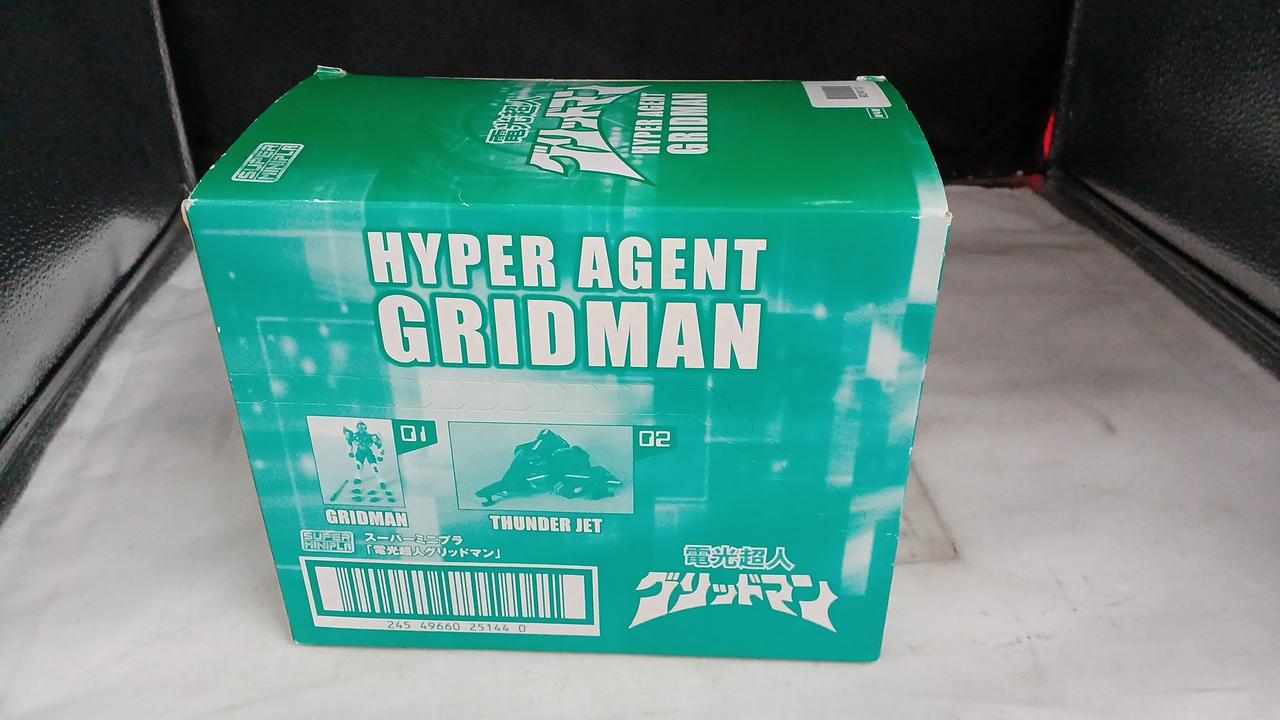 SUPER MINIPLA
電光超人
グリッドマン
HYPER AGENT
GRIDMAN
HYPER AGENT
GRIDMAN
01
02
GRIDMAN
THUNDER JET
SUPER MINIPLA
スーパーミニプラ
「電光超人グリッドマン」
245 49660 25144 0
電光超人
グリッドマン